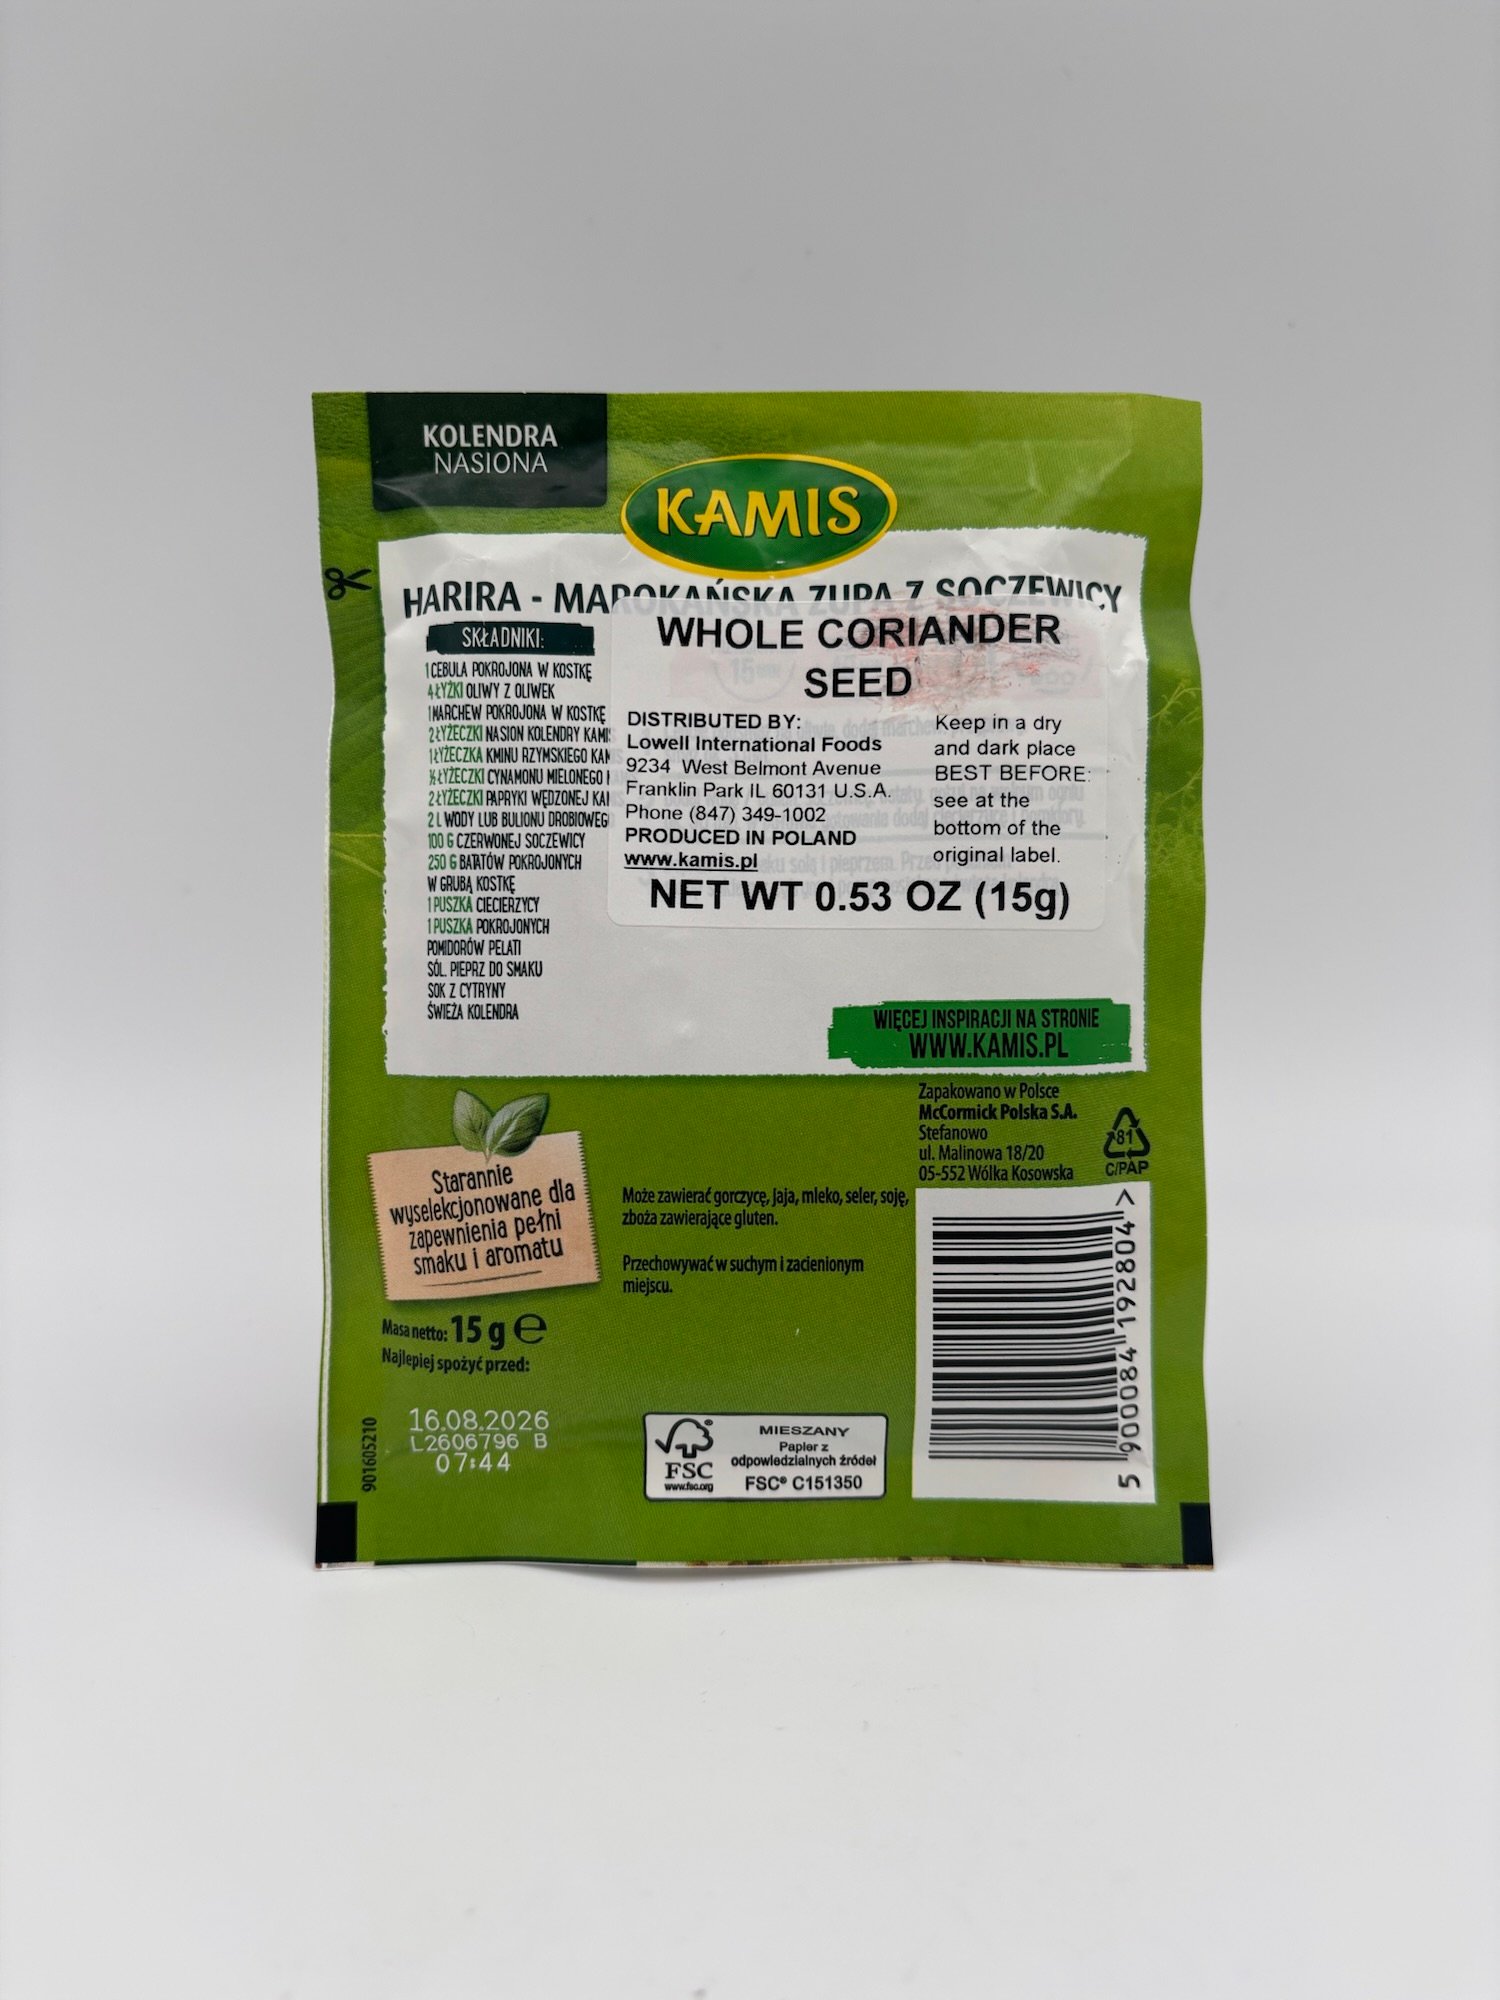 KOLENDRA
NASIONA
KAMIS
HARIRA - MAROKAŃSKA ZUPA Z SOCZEWICY
SKŁADNIKI:
1 CEBULA POKROJONA W KOSTKĘ
4 ŁYŻKI OLIWY Z OLIWEK
1 MARCHEW POKROJONA W KOSTKĘ
2 ŁYŻECZKI NASION KOLENDRY KAMIS
1 ŁYŻECZKA KMINU RZYMSKIEGO KAM
½ ŁYŻECZKI CYNAMONU MIELONEGO
2 ŁYŻECZKI PAPRYKI WĘDZONEJ KAM
2 L WODY LUB BULIONU DROBIOWEGO
100 G CZERWONEJ SOCZEWICY
250 G BATATÓW POKROJONYCH
W GRUBĄ KOSTKĘ
1 PUSZKA CIECIERZYCY
1 PUSZKA POKROJONYCH
POMIDORÓW PELATI
SÓL, PIEPRZ DO SMAKU
SOK Z CYTRYNY
ŚWIEŻA KOLENDRA
WHOLE CORIANDER
SEED
DISTRIBUTED BY:
Lowell International Foods
9234 West Belmont Avenue
Franklin Park IL 60131 U.S.A.
Phone (847) 349-1002
PRODUCED IN POLAND
www.kamis.pl
Keep in a dry
and dark place
BEST BEFORE:
see at the
bottom of the
original label.
NET WT 0.53 OZ (15g)
WIĘCEJ INSPIRACJI NA STRONIE
WWW.KAMIS.PL
Zapakowano w Polsce
McCormick Polska S.A.
Stefanowo
ul. Malinowa 18/20
05-552 Wólka Kosowska
81
C/PAP
Starannie
wyselekcjonowane dla
zapewnienia pełni
smaku i aromatu
Może zawierać gorczycę, jaja, mleko, seler, soję,
zboża zawierające gluten.
Przechowywać w suchym i zacienionym
miejscu.
Masa netto: 15 g e
Najlepiej spożyć przed:
16.08.2026
L2606796 B
07:44
901605210
FSC
www.fsc.org
MIESZANY
Papier z
odpowiedzialnych źródeł
FSC® C151350
5 900084 192804 >